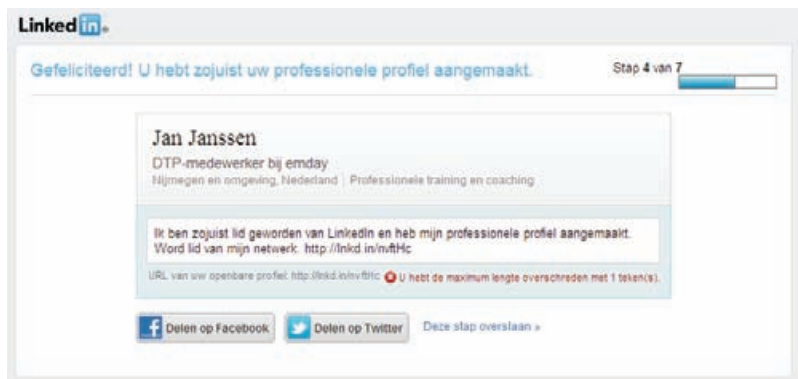 Linked in
Gefeliciteerd! U hebt zojuist uw professionele profiel aangemaakt.
Stap 4 van 7
Jan Janssen
DTP-medewerker bij emday
Nijmegen en omgeving, Nederland | Professionele training en coaching
Ik ben zojuist lid geworden van LinkedIn en heb mijn professionele profiel aangemaakt.
Word lid van mijn netwerk. http://lnkd.in/nvftHc
URL van uw openbare profiel: http://lnkd.in/nvftHc U hebt de maximum lengte overschreden met 1 teken(s).
Delen op Facebook Delen op Twitter Deze stap overslaan »